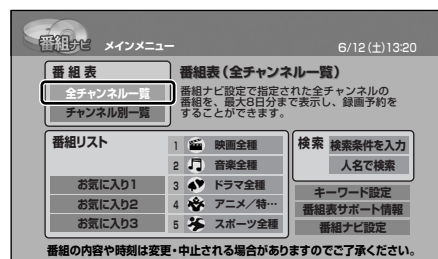 番組ナビ メインメニュー 6/12(土)13:20
番組表
全チャンネル一覧
チャンネル別一覧
番組表(全チャンネル一覧)
番組ナビ設定で指定された全チャンネルの
番組を、最大8日分まで表示し、録画予約を
することができます。
番組リスト
お気に入り1
お気に入り2
お気に入り3
1 映画全種
2 音楽全種
3 ドラマ全種
4 アニメ/特…
5 スポーツ全種
検索 検索条件を入力
人名で検索
キーワード設定
番組表サポート情報
番組ナビ設定
番組の内容や時刻は変更・中止される場合がありますのでご了承ください。